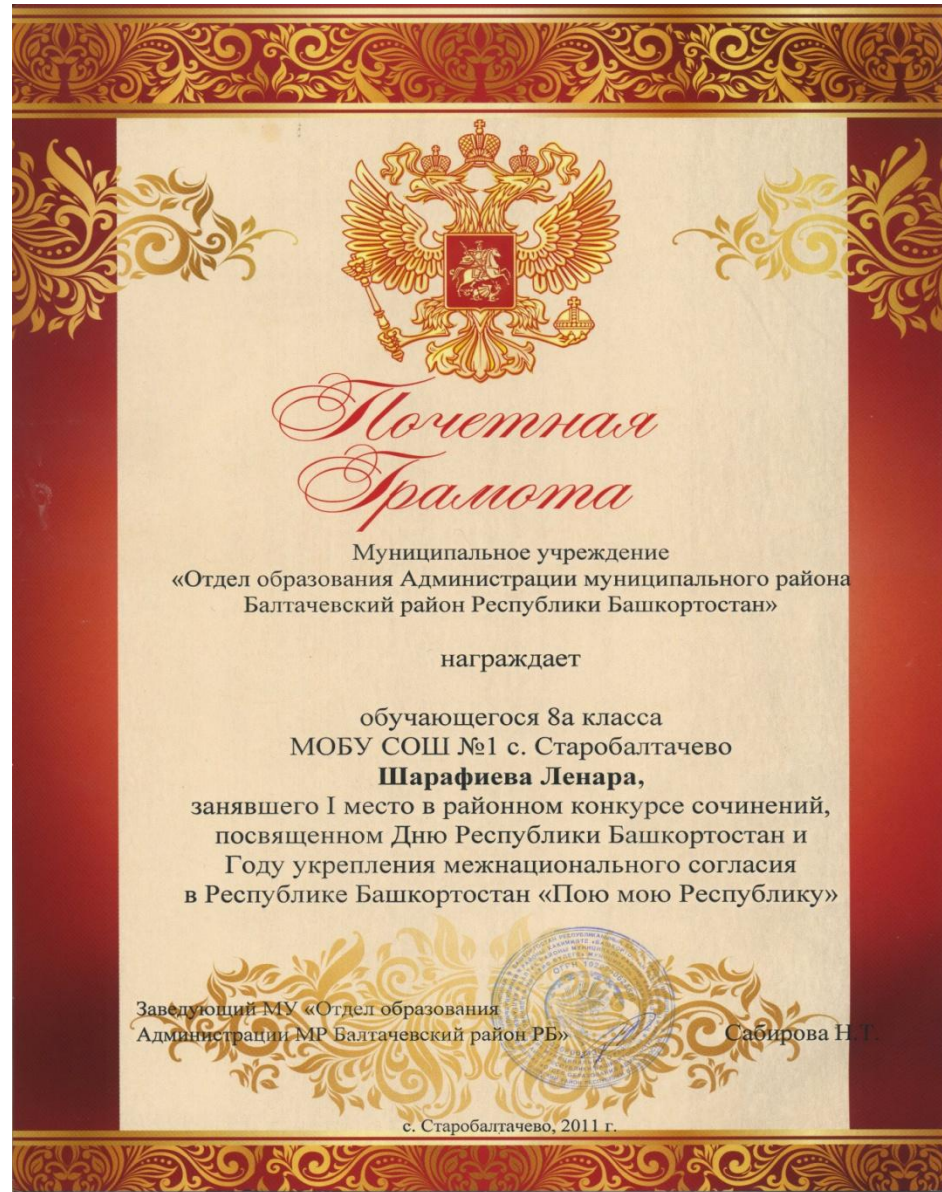 Почетная
Грамота
Муниципальное учреждение
«Отдел образования Администрации муниципального района
Балтачевский район Республики Башкортостан»
награждает
обучающегося 8а класса
МОБУ СОШ №1 с. Старобалтачево
Шарафиева Ленара,
занявшего I место в районном конкурсе сочинений,
посвященном Дню Республики Башкортостан и
Году укрепления межнационального согласия
в Республике Башкортостан «Пою мою Республику»
Заведующий МУ «Отдел образования
Администрации МР Балтачевский район РБ» Сабирова Н.Т.
с. Старобалтачево, 2011 г.